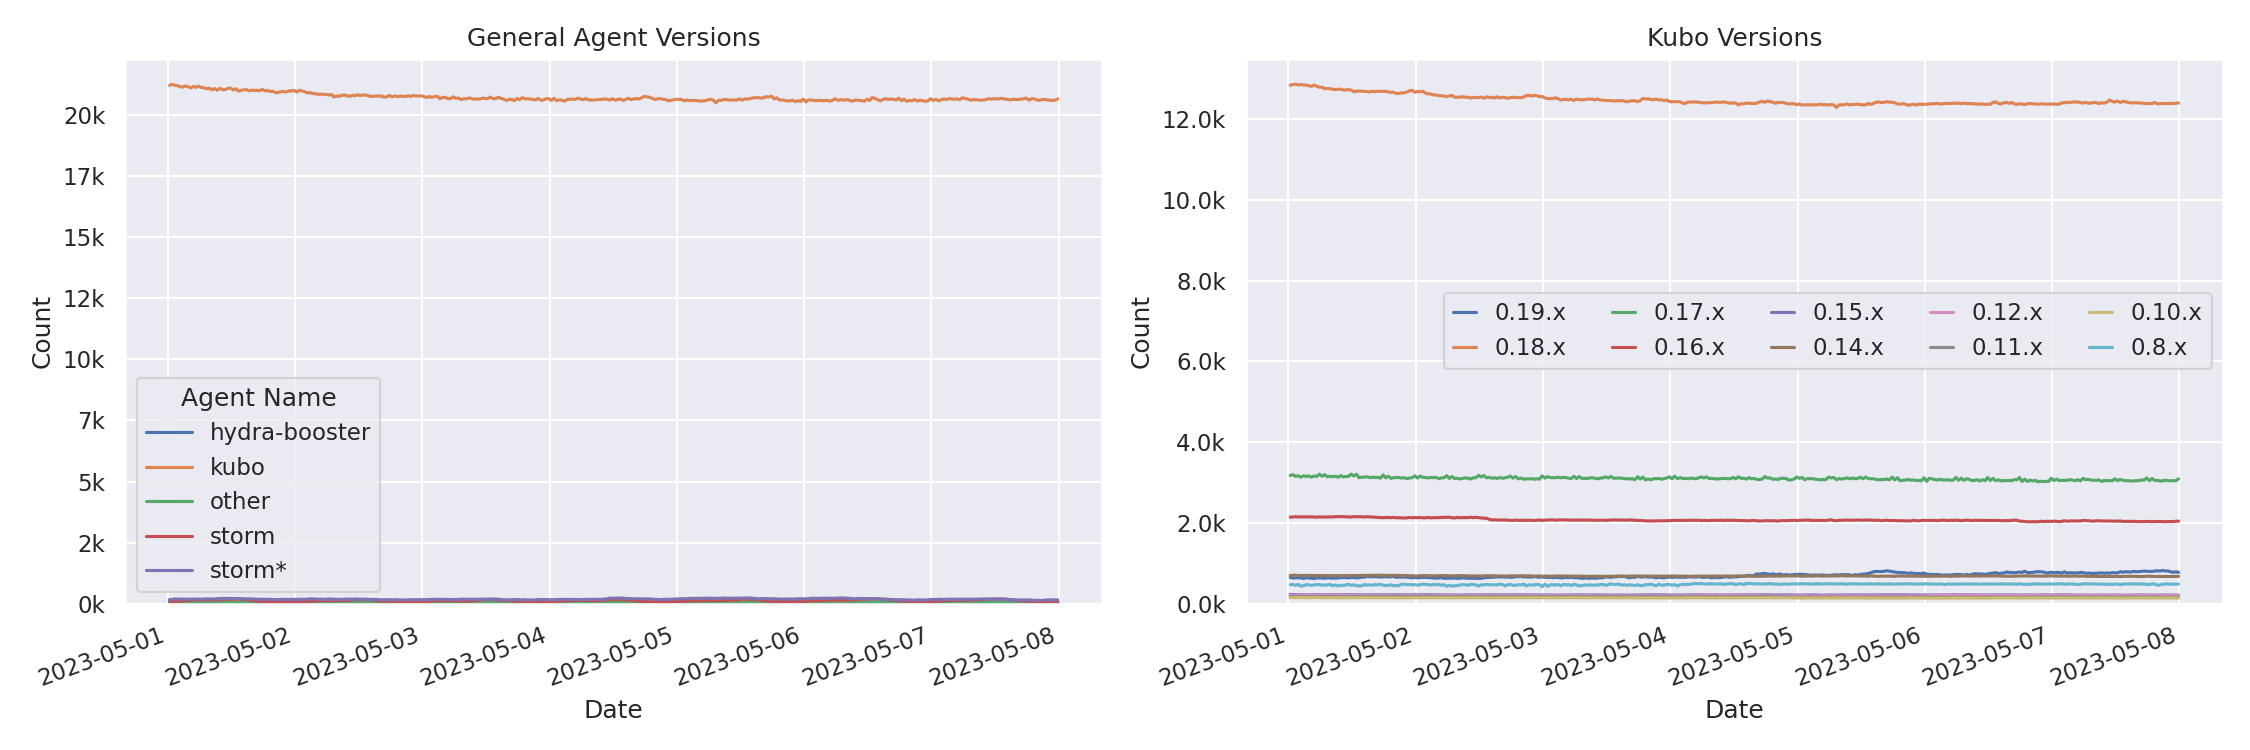 General Agent Versions
20k
17k
15k
12k
10k
7k
5k
2k
0k
Count
Agent Name
hydra-booster
kubo
other
storm
storm*
2023-05-01
2023-05-02
2023-05-03
2023-05-04
2023-05-05
2023-05-06
2023-05-07
2023-05-08
Date
Kubo Versions
12.0k
10.0k
8.0k
6.0k
4.0k
2.0k
0.0k
Count
0.19.x 0.17.x 0.15.x 0.12.x 0.10.x
0.18.x 0.16.x 0.14.x 0.11.x 0.8.x
2023-05-01
2023-05-02
2023-05-03
2023-05-04
2023-05-05
2023-05-06
2023-05-07
2023-05-08
Date